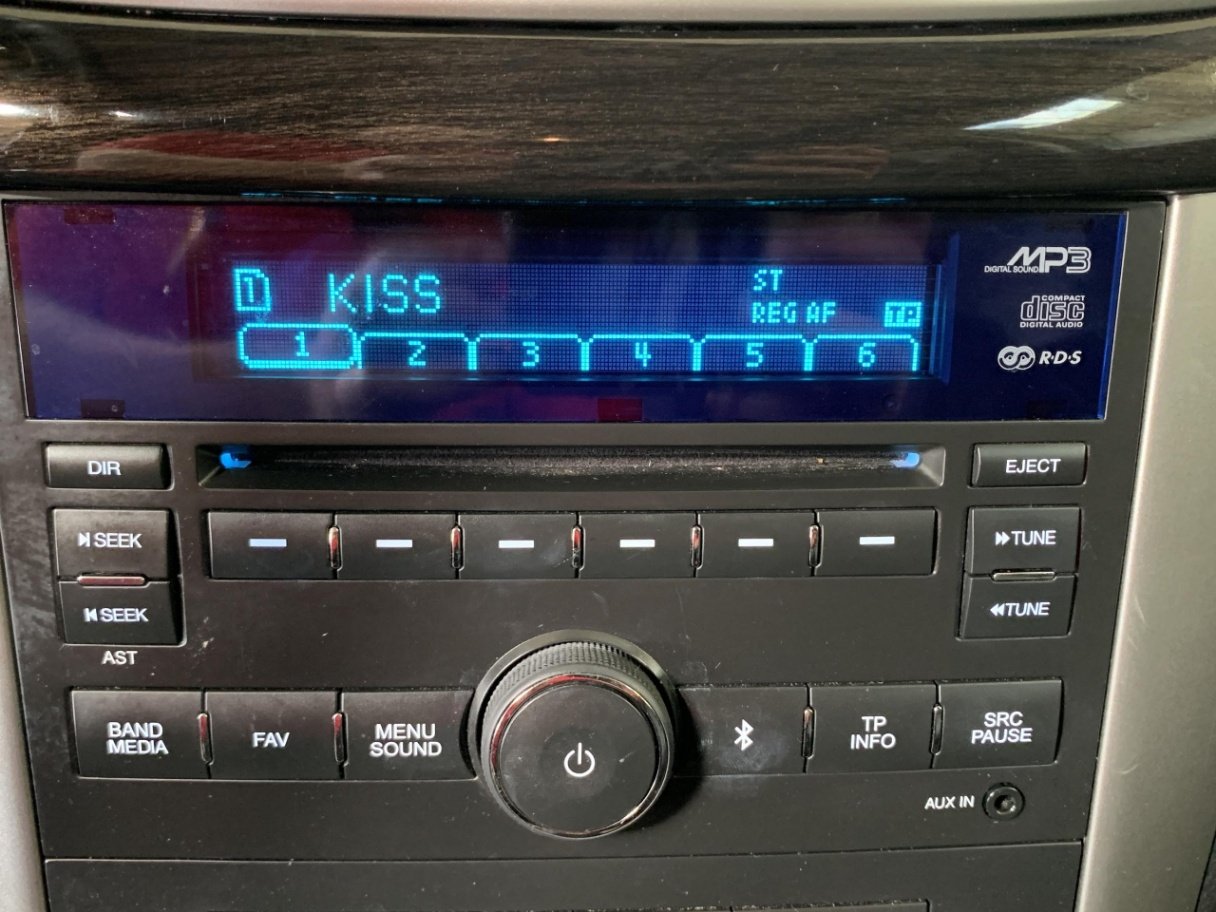 D KISS ST
REG AF TP
1 2 3 4 5 6
DIGITAL SOUND MP3
COMPACT
disc
DIGITAL AUDIO
R·D·S
DIR
EJECT
SEEK
TUNE
SEEK
TUNE
AST
BAND
MEDIA
FAV
MENU
SOUND
TP
INFO
SRC
PAUSE
AUX IN